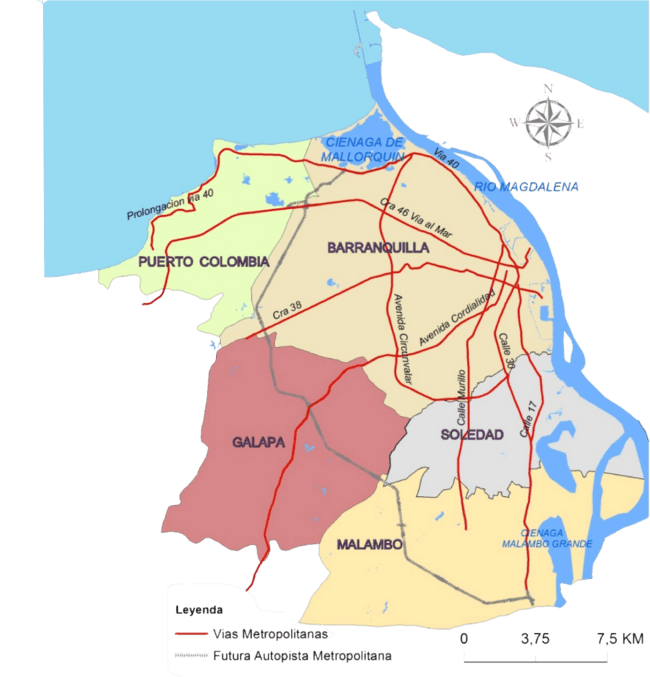 N
W E
S
CIENAGA DE
MALLORQUIN
Via 40
RIO MAGDALENA
Prolongacion Via 40
Cra 46 Via al Mar
BARRANQUILLA
PUERTO COLOMBIA
Cra 38
Avenida Circunvalar
Avenida Cordialidad
Calle 30
Calle Murillo
Calle 17
GALAPA
SOLEDAD
MALAMBO
CIENAGA
MALAMBO GRANDE
Leyenda
Vias Metropolitanas
Futura Autopista Metropolitana
0 3,75 7,5 KM